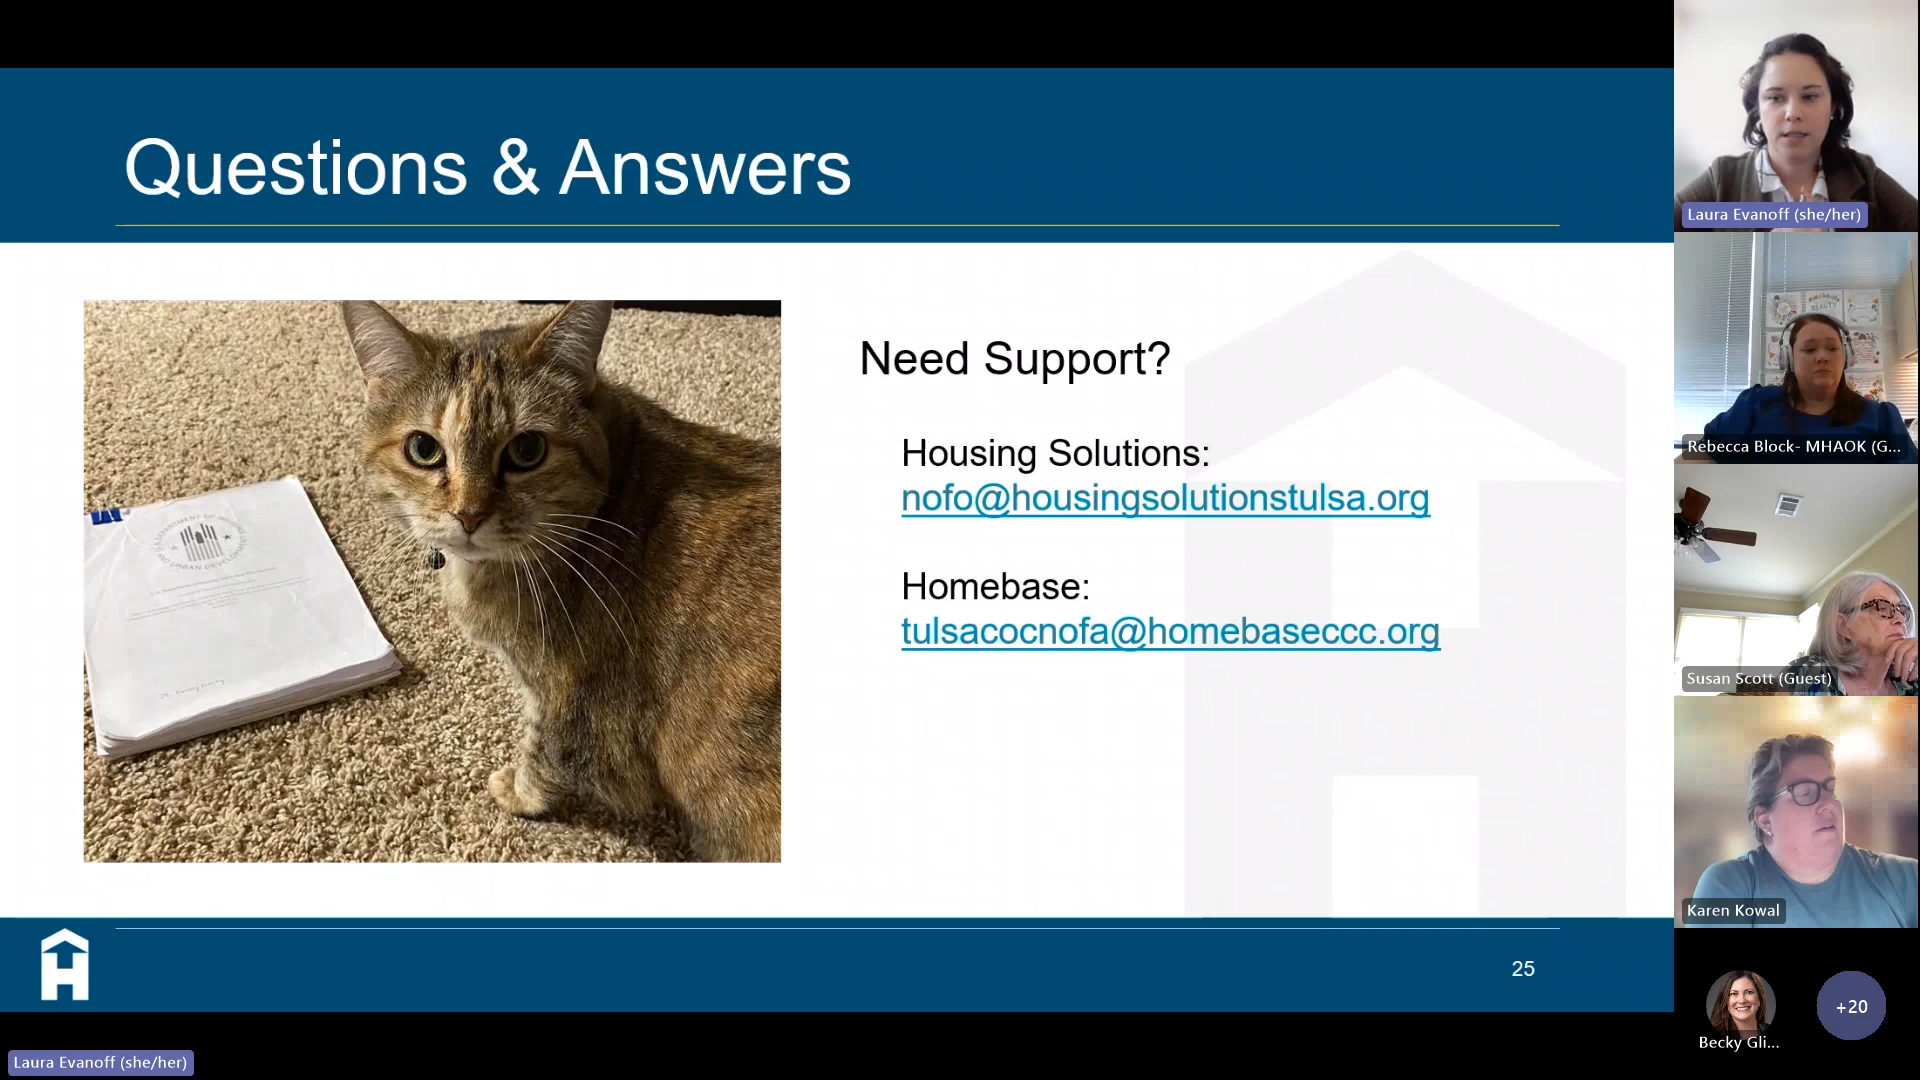 Questions & Answers
Need Support?
Housing Solutions:
nofo@housingsolutionstulsa.org
Homebase:
tulsacocnofa@homebaseccc.org
25
Laura Evanoff (she/her)
Laura Evanoff (she/her)
Rebecca Block- MHAOK (G...
Susan Scott (Guest)
Karen Kowal
Becky Gli...
+20